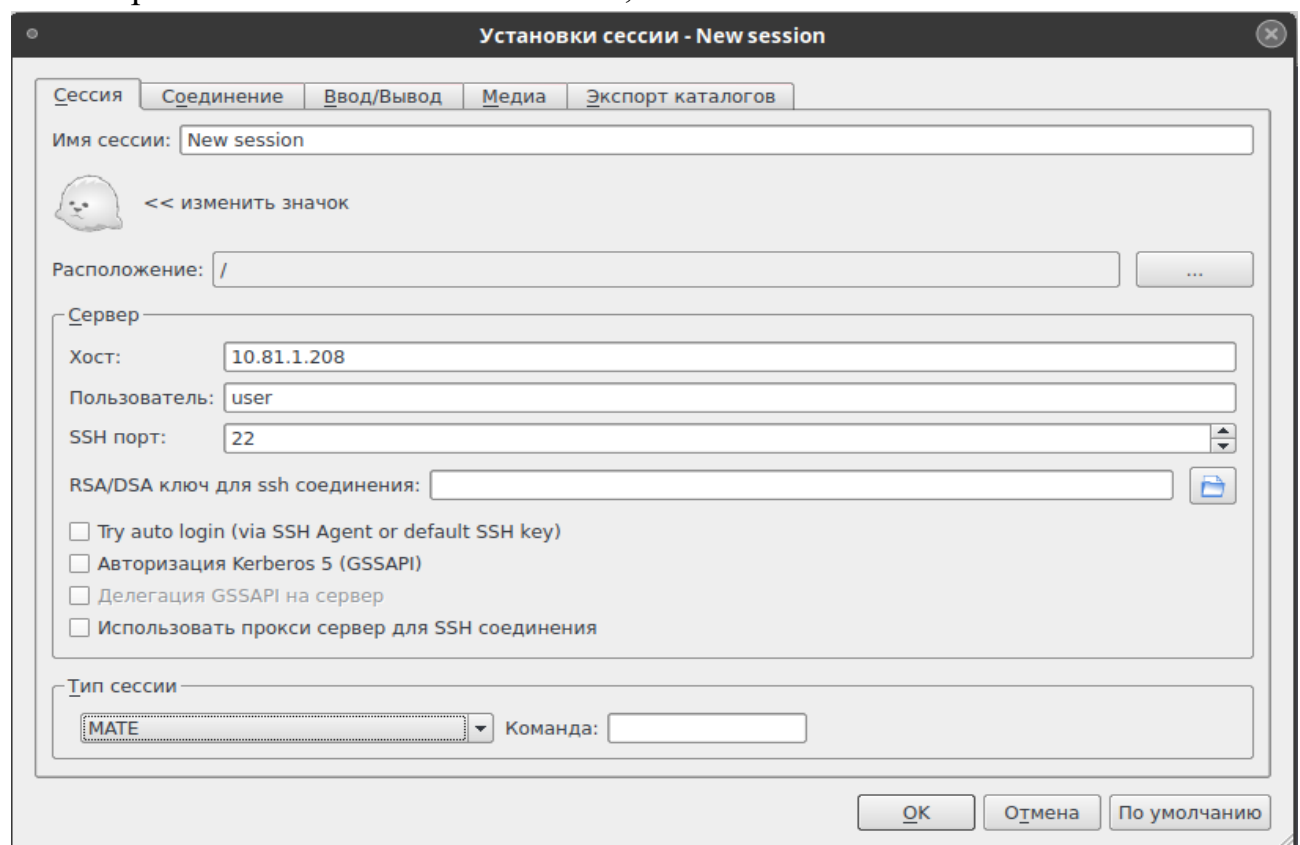 Установки сессии - New session
Сессия Соединение Ввод/Вывод Медиа Экспорт каталогов
Имя сессии: New session
<< изменить значок
Расположение: / ...
Сервер
Хост: 10.81.1.208
Пользователь: user
SSH порт: 22
RSA/DSA ключ для ssh соединения:
Try auto login (via SSH Agent or default SSH key)
Авторизация Kerberos 5 (GSSAPI)
Делегация GSSAPI на сервер
Использовать прокси сервер для SSH соединения
Тип сессии
MATE Команда:
OK Отмена По умолчанию